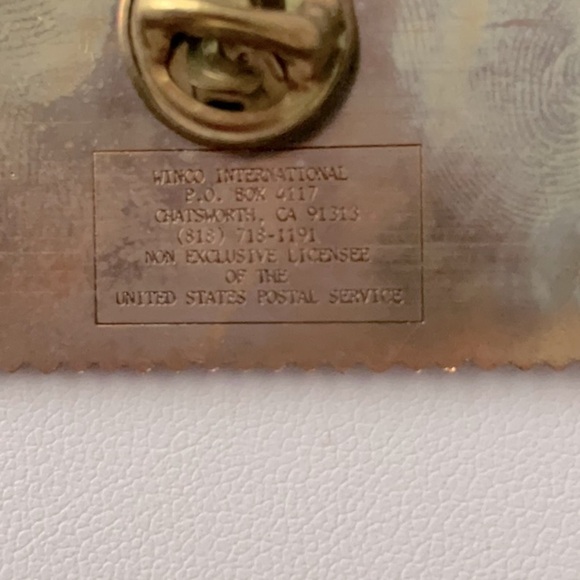 WINCO INTERNATIONAL
P.O. BOX 4117
CHATSWORTH, CA 91313
(818) 718-1191
NON EXCLUSIVE LICENSEE
OF THE
UNITED STATES POSTAL SERVICE